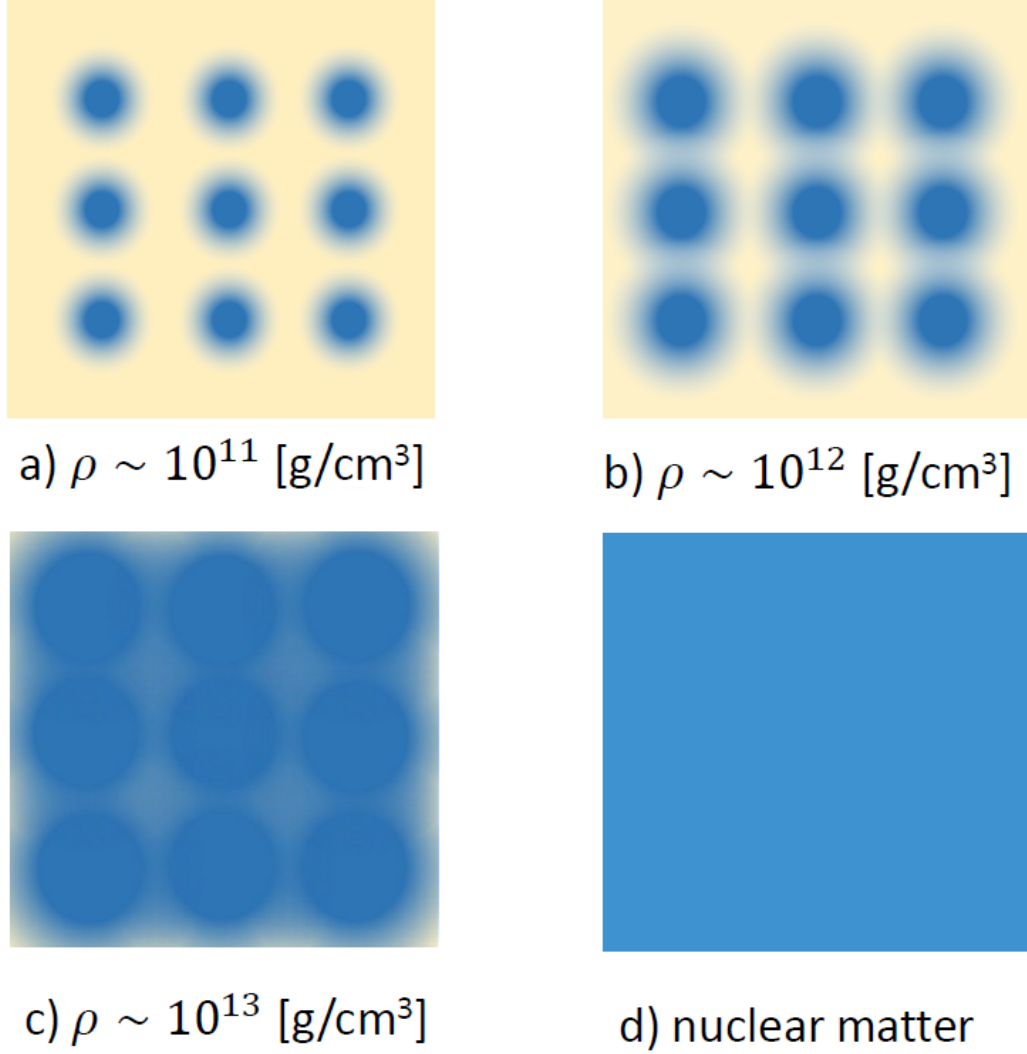 a) ρ ~ 10¹¹ [g/cm³]
b) ρ ~ 10¹² [g/cm³]
c) ρ ~ 10¹³ [g/cm³]
d) nuclear matter